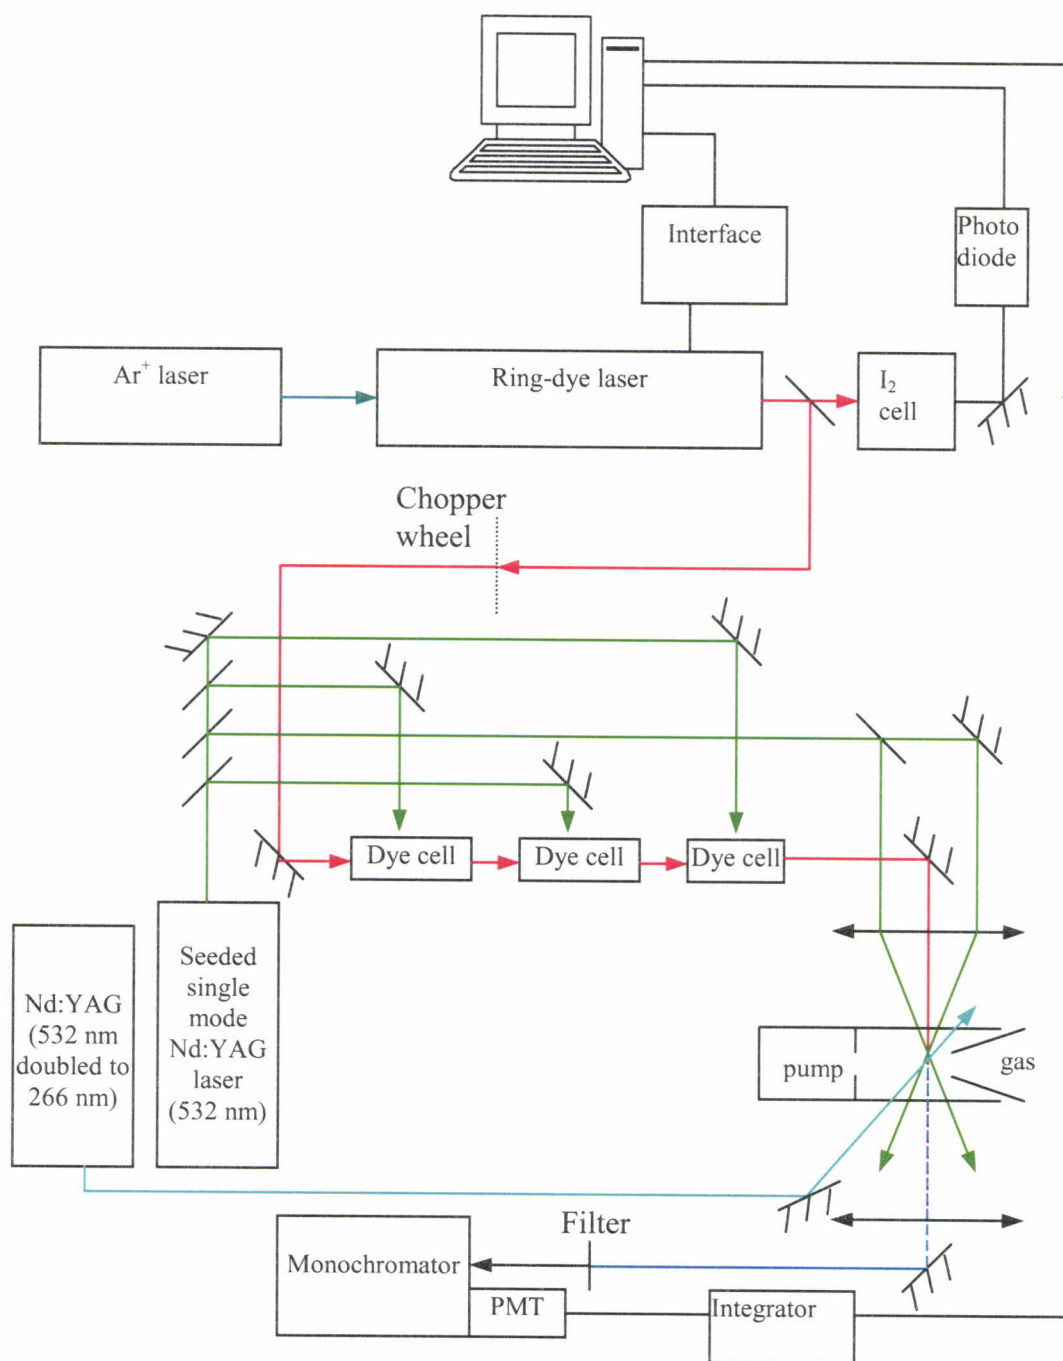 Interface
Photo
diode
Ar+ laser
Ring-dye laser
I2
cell
Chopper
wheel
Dye cell
Dye cell
Dye cell
Nd:YAG
(532 nm
doubled to
266 nm)
Seeded
single
mode
Nd:YAG
laser
(532 nm)
pump
gas
Filter
Monochromator
PMT
Integrator